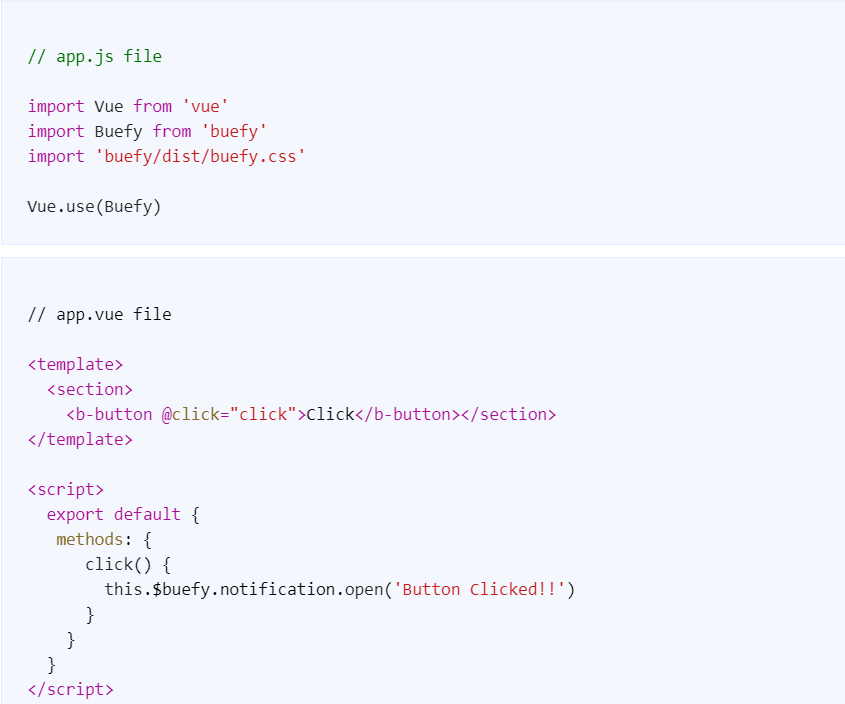 // app.js file
import Vue from 'vue'
import Buefy from 'buefy'
import 'buefy/dist/buefy.css'
Vue.use(Buefy)
// app.vue file
<template>
  <section>
    <b-button @click="click">Click</b-button></section>
</template>
<script>
  export default {
   methods: {
      click() {
        this.$buefy.notification.open('Button Clicked!!')
      }
    }
  }
</script>